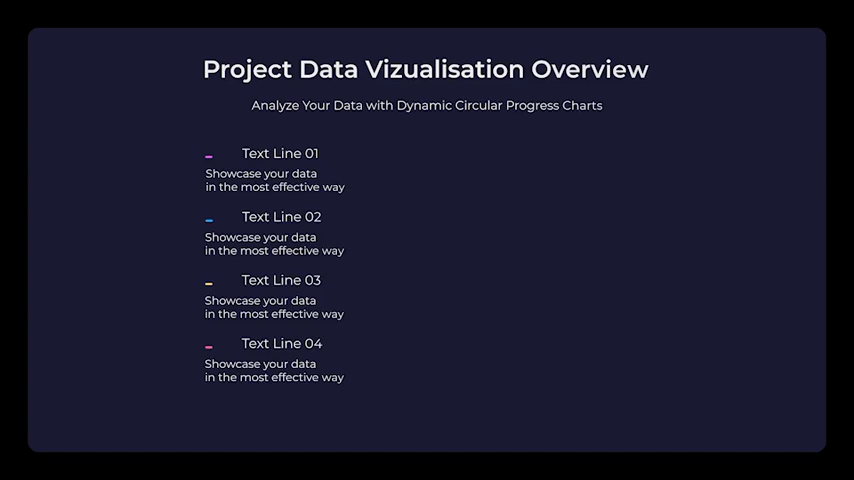 Project Data Vizualisation Overview
Analyze Your Data with Dynamic Circular Progress Charts
Text Line 01
Showcase your data
in the most effective way
Text Line 02
Showcase your data
in the most effective way
Text Line 03
Showcase your data
in the most effective way
Text Line 04
Showcase your data
in the most effective way